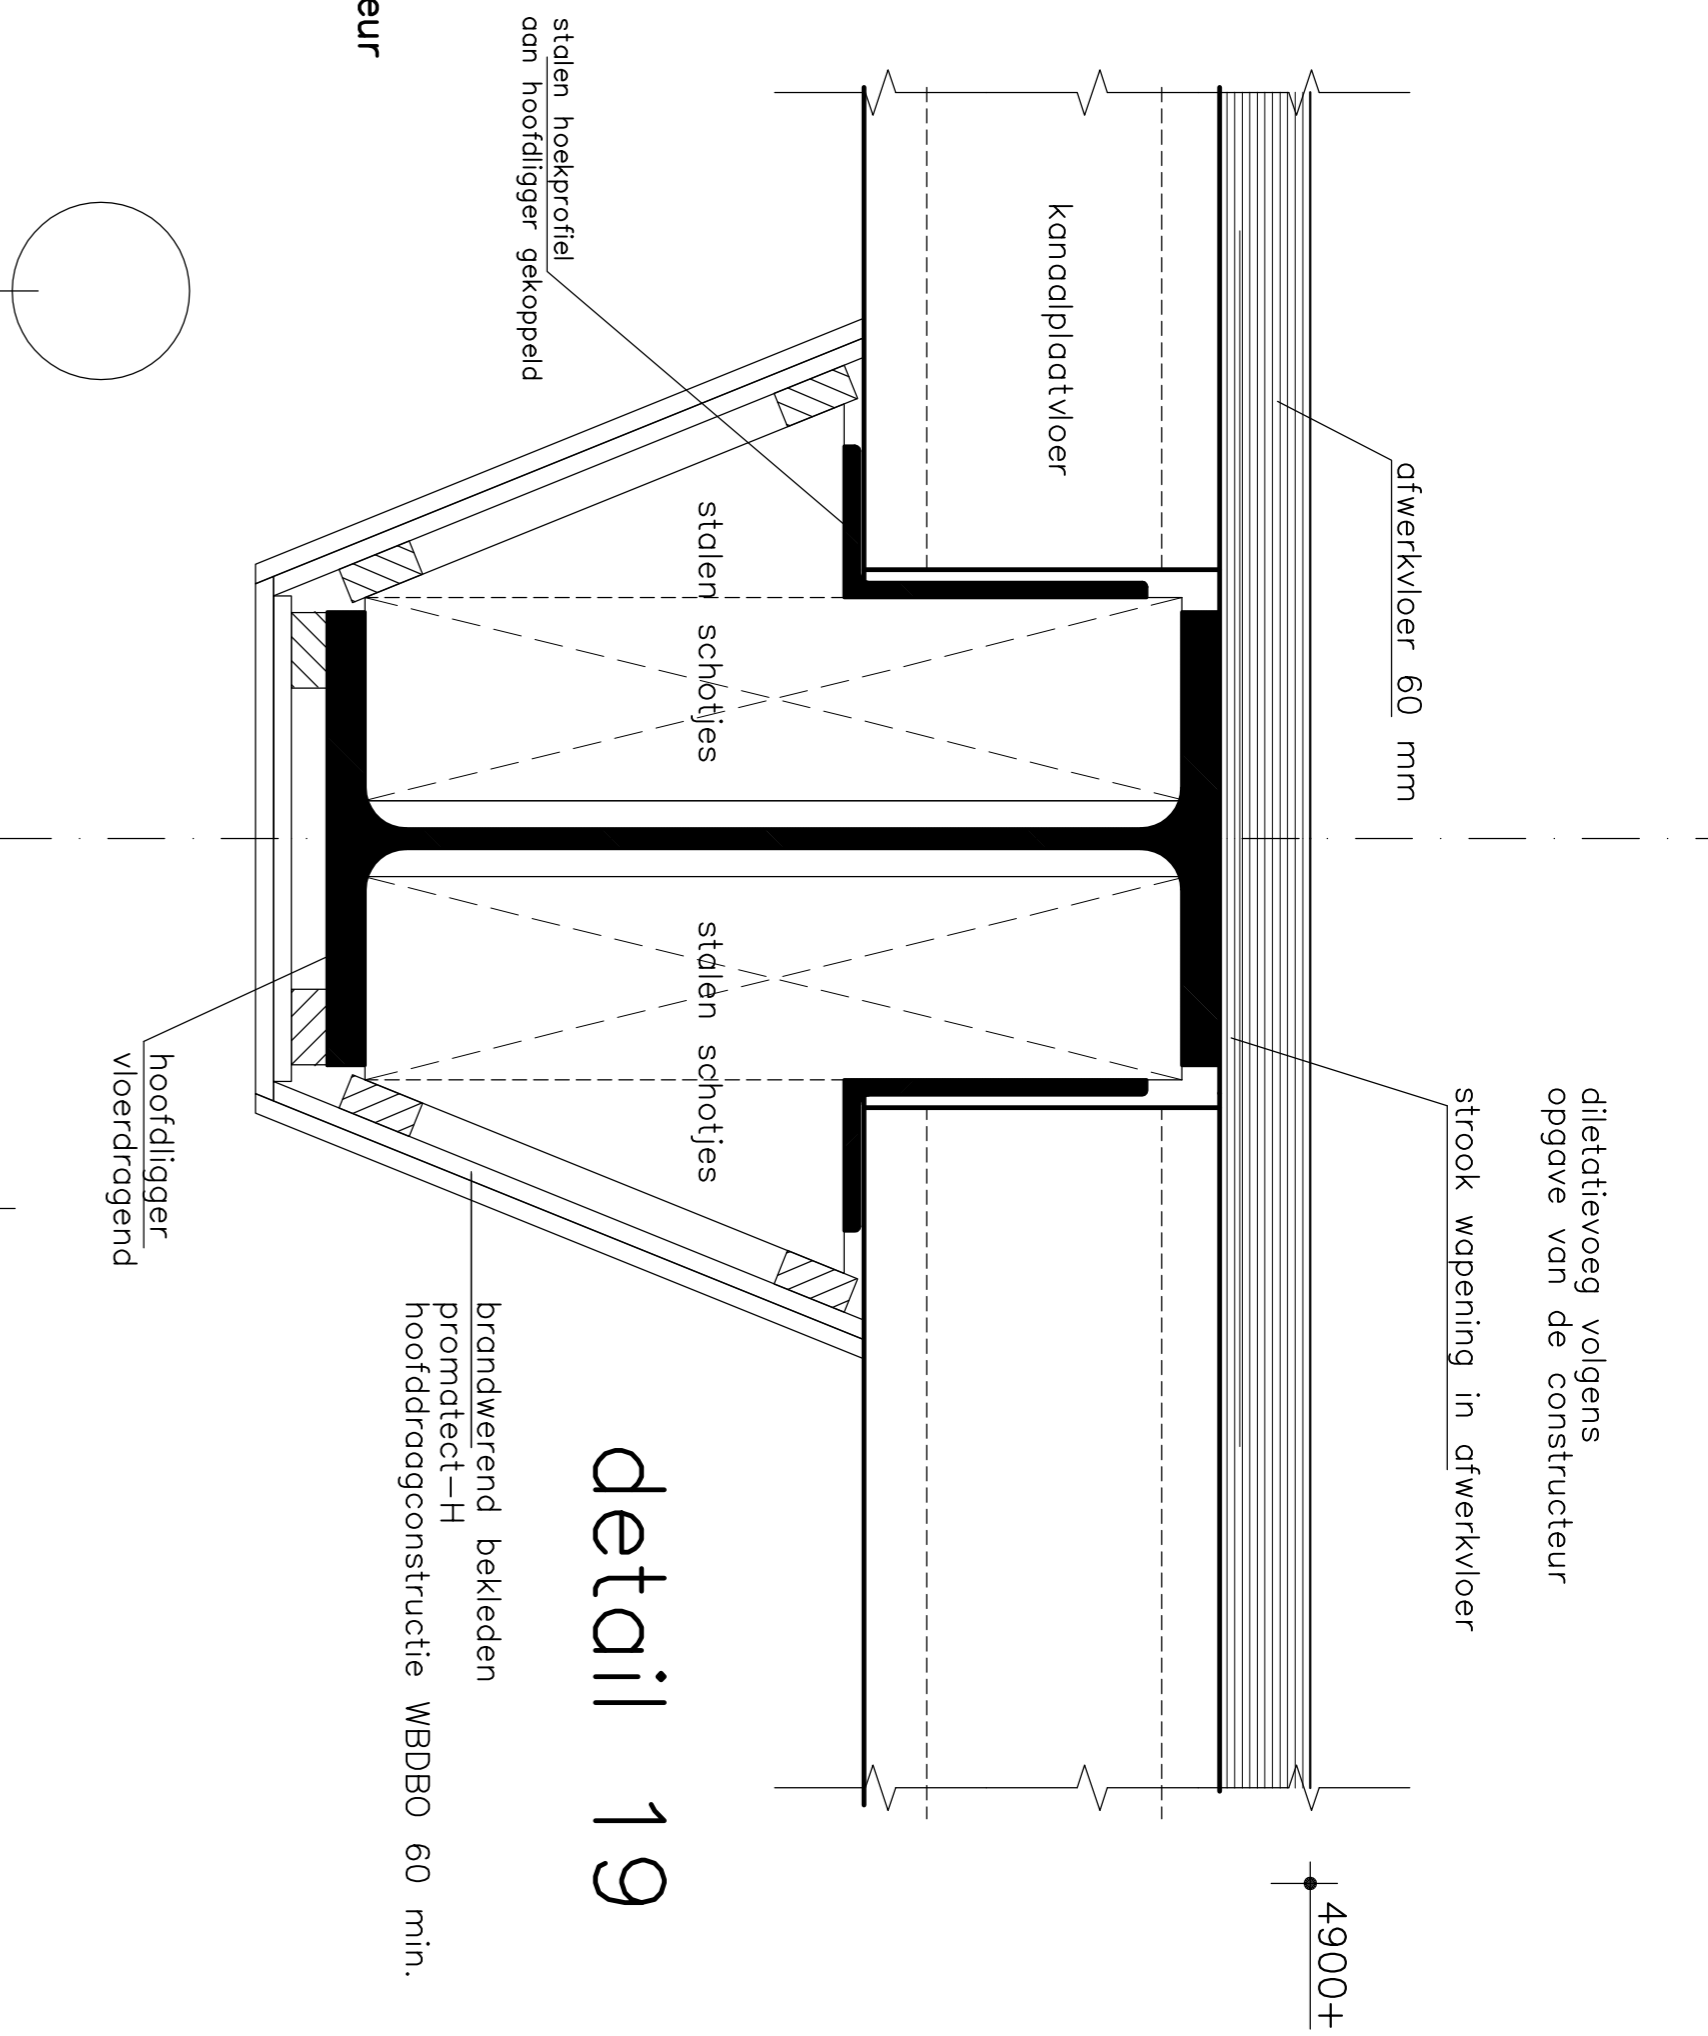 diletatievoeg volgens
opgave van de constructeur
strook wapening in afwerkvloer
afwerkvloer 60 mm
4900+
kanaalplaatvloer
stalen schotjes
stalen schotjes
stalen hoekprofiel
aan hoofdligger gekoppeld
detail 19
brandwerend bekleden
promatect-H
hoofddraagconstructie WBDBO 60 min.
eur
hoofdligger
vloerdragend